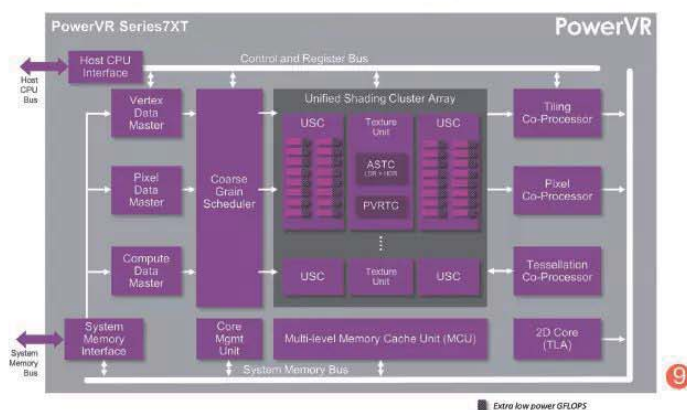 PowerVR Series7XT
PowerVR
Host CPU
Interface
Control and Register Bus
Host
CPU
Bus
Vertex
Data
Master
Pixel
Data
Master
Compute
Data
Master
Coarse
Grain
Scheduler
Unified Shading Cluster Array
USC
Texture
Unit
USC
ASTC
LDR + HDR
PVRTC
USC
Texture
Unit
USC
Tiling
Co-Processor
Pixel
Co-Processor
Tessellation
Co-Processor
System
Memory
Interface
Core
Mgmt
Unit
Multi-level Memory Cache Unit (MCU)
2D Core
(TLA)
System
Memory
Bus
System Memory Bus
9
Extra low power GFLOPS